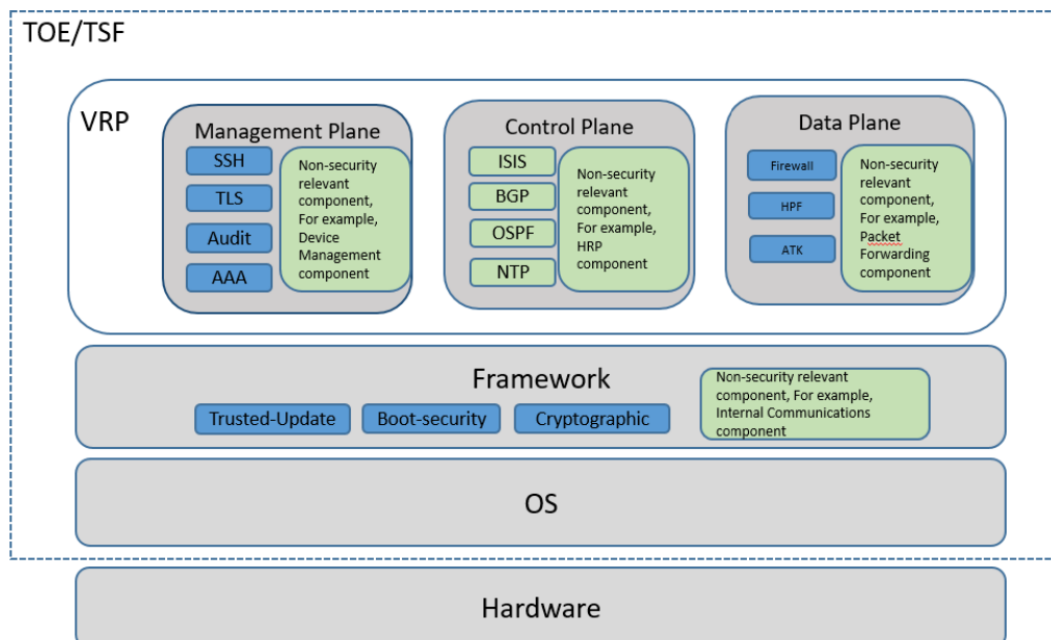 TOE/TSF
VRP
Management Plane
SSH
TLS
Audit
AAA
Non-security
relevant
component,
For example,
Device
Management
component
Control Plane
ISIS
BGP
OSPF
NTP
Non-security
relevant
component,
For example,
HRP
component
Data Plane
Firewall
HPF
ATK
Non-security
relevant
component,
For example,
Packet
Forwarding
component
Framework
Trusted-Update
Boot-security
Cryptographic
Non-security relevant
component, For example,
Internal Communications
component
OS
Hardware